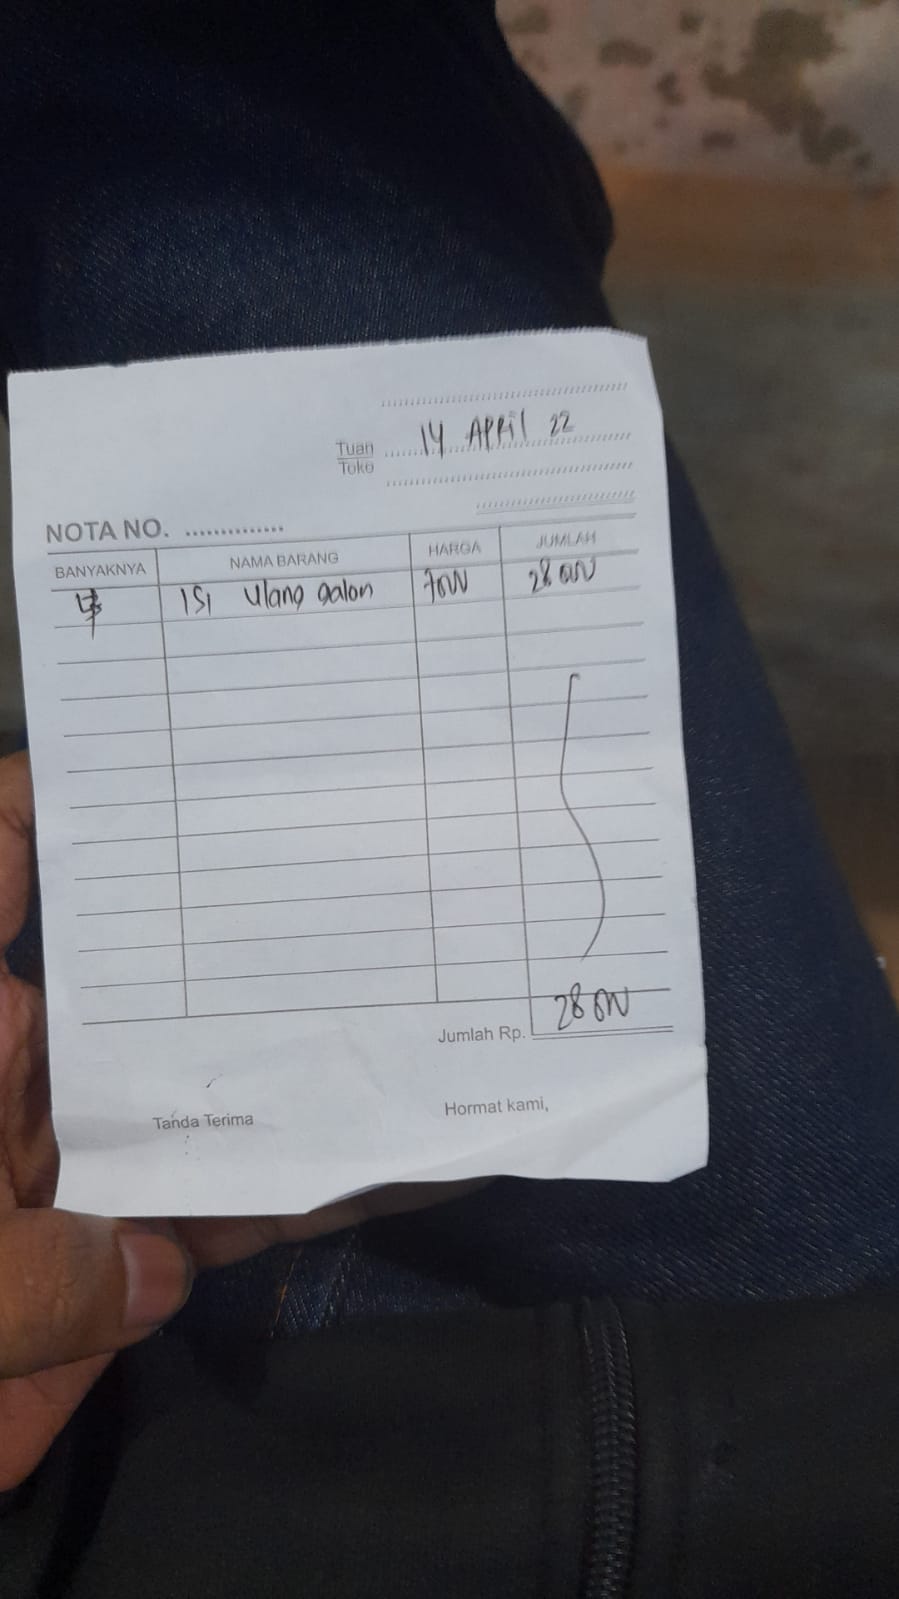 14 APRil 22
Tuan
Toko
NOTA NO. ..............
BANYAKNYA NAMA BARANG HARGA JUMLAH
4 ISi Ulang galon 7000 28 000
Jumlah Rp. 28 000
Tanda Terima Hormat kami,